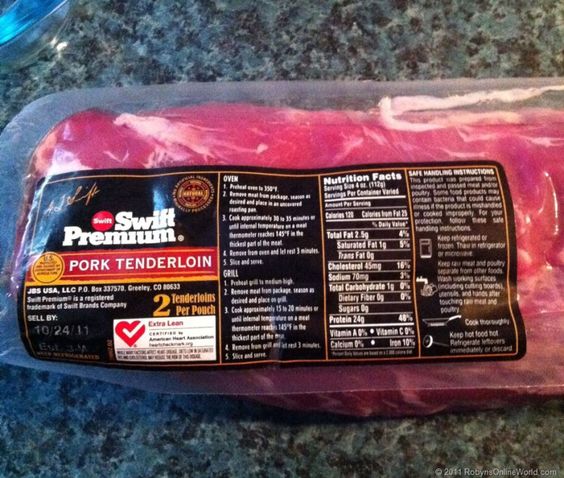 Swift
Swift
Premium®
PORK TENDERLOIN
JBS USA, LLC P.O. Box 337570, Greeley, CO 80633
Swift Premium® is a registered
trademark of Swift Brands Company
SELL BY:
10/24/11
KEEP REFRIGERATED
2 Tenderloins
Per Pouch
Extra Lean
CERTIFIED by
American Heart Association
heartcheckmark.org
NATURAL
OVEN
1. Preheat oven to 350°F.
2. Remove meat from package, season as
desired and place in an uncovered
roasting pan.
3. Cook approximately 30 to 35 minutes or
until internal temperature on a meat
thermometer reaches 145°F in the
thickest part of the meat.
4. Remove from oven and let rest 3 minutes.
5. Slice and serve.
GRILL
1. Preheat grill to medium high.
2. Remove meat from package, season as
desired and place on grill.
3. Cook approximately 15 to 20 minutes or
until internal temperature on a meat
thermometer reaches 145°F in the
thickest part of the meat.
4. Remove from grill and let rest 3 minutes.
5. Slice and serve.
Nutrition Facts
Serving Size 4 oz. (112g)
Servings Per Container Varied
Amount Per Serving
Calories 120 Calories from Fat 25
% Daily Value*
Total Fat 2.5g 4%
Saturated Fat 1g 5%
Trans Fat 0g
Cholesterol 45mg 16%
Sodium 70mg 3%
Total Carbohydrate 1g 0%
Dietary Fiber 0g 0%
Sugars 0g
Protein 24g 48%
Vitamin A 0% • Vitamin C 0%
Calcium 0% • Iron 10%
SAFE HANDLING INSTRUCTIONS
This product was prepared from
inspected and passed meat and/or
poultry. Some food products may
contain bacteria that could cause
illness if the product is mishandled
or cooked improperly. For your
protection, follow these safe
handling instructions.
Keep refrigerated or
frozen. Thaw in refrigerator
or microwave.
Keep raw meat and poultry
separate from other foods.
Wash working surfaces
(including cutting boards),
utensils, and hands after
touching raw meat and
poultry.
Cook thoroughly.
Keep hot foods hot.
Refrigerate leftovers
immediately or discard.
© 2011 RobynsOnlineWorld.com